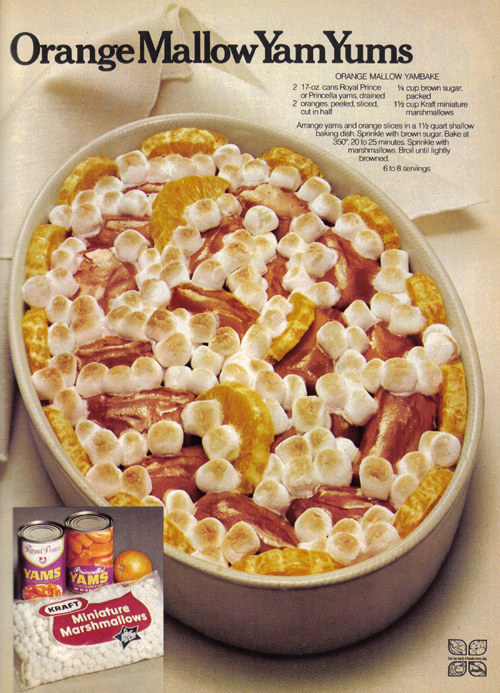 Orange Mallow Yam Yums
ORANGE MALLOW YAMBAKE
2 17-oz. cans Royal Prince
or Princella yams, drained
2 oranges, peeled, sliced,
cut in half
¼ cup brown sugar,
packed
1½ cup Kraft miniature
marshmallows
Arrange yams and orange slices in a 1½ quart shallow
baking dish. Sprinkle with brown sugar. Bake at
350°, 20 to 25 minutes. Sprinkle with
marshmallows. Broil until lightly
browned.
6 to 8 servings
Royal Prince
YAMS
YAMS
KRAFT
Miniature
Marshmallows